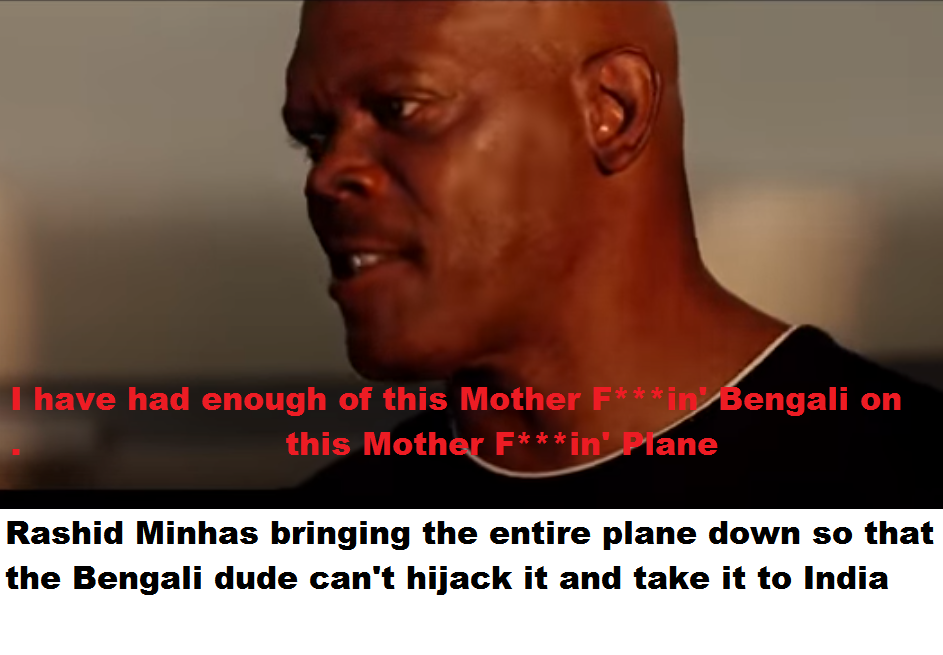 I have had enough of this Mother F***in' Bengali on
. this Mother F***in' Plane
Rashid Minhas bringing the entire plane down so that
the Bengali dude can't hijack it and take it to India